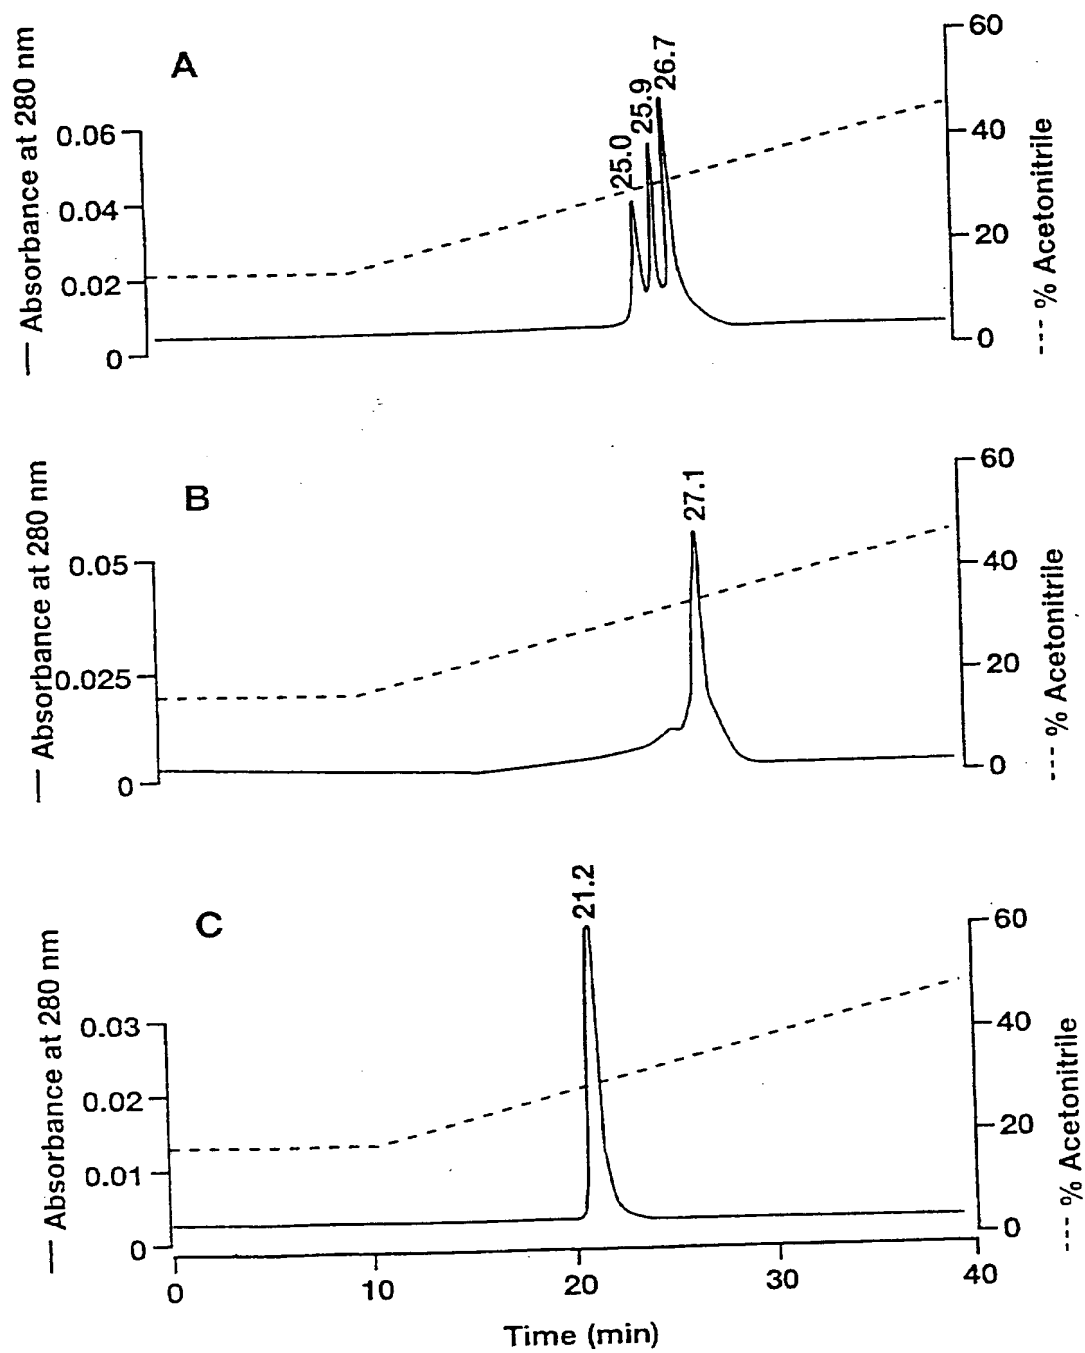 A
— Absorbance at 280 nm
0.06
0.04
0.02
0
25.0
25.9
26.7
60
40
20
0
--- % Acetonitrile
B
— Absorbance at 280 nm
0.05
0.025
0
27.1
60
40
20
0
--- % Acetonitrile
C
— Absorbance at 280 nm
0.03
0.02
0.01
0
21.2
60
40
20
0
--- % Acetonitrile
0 10 20 30 40
Time (min)